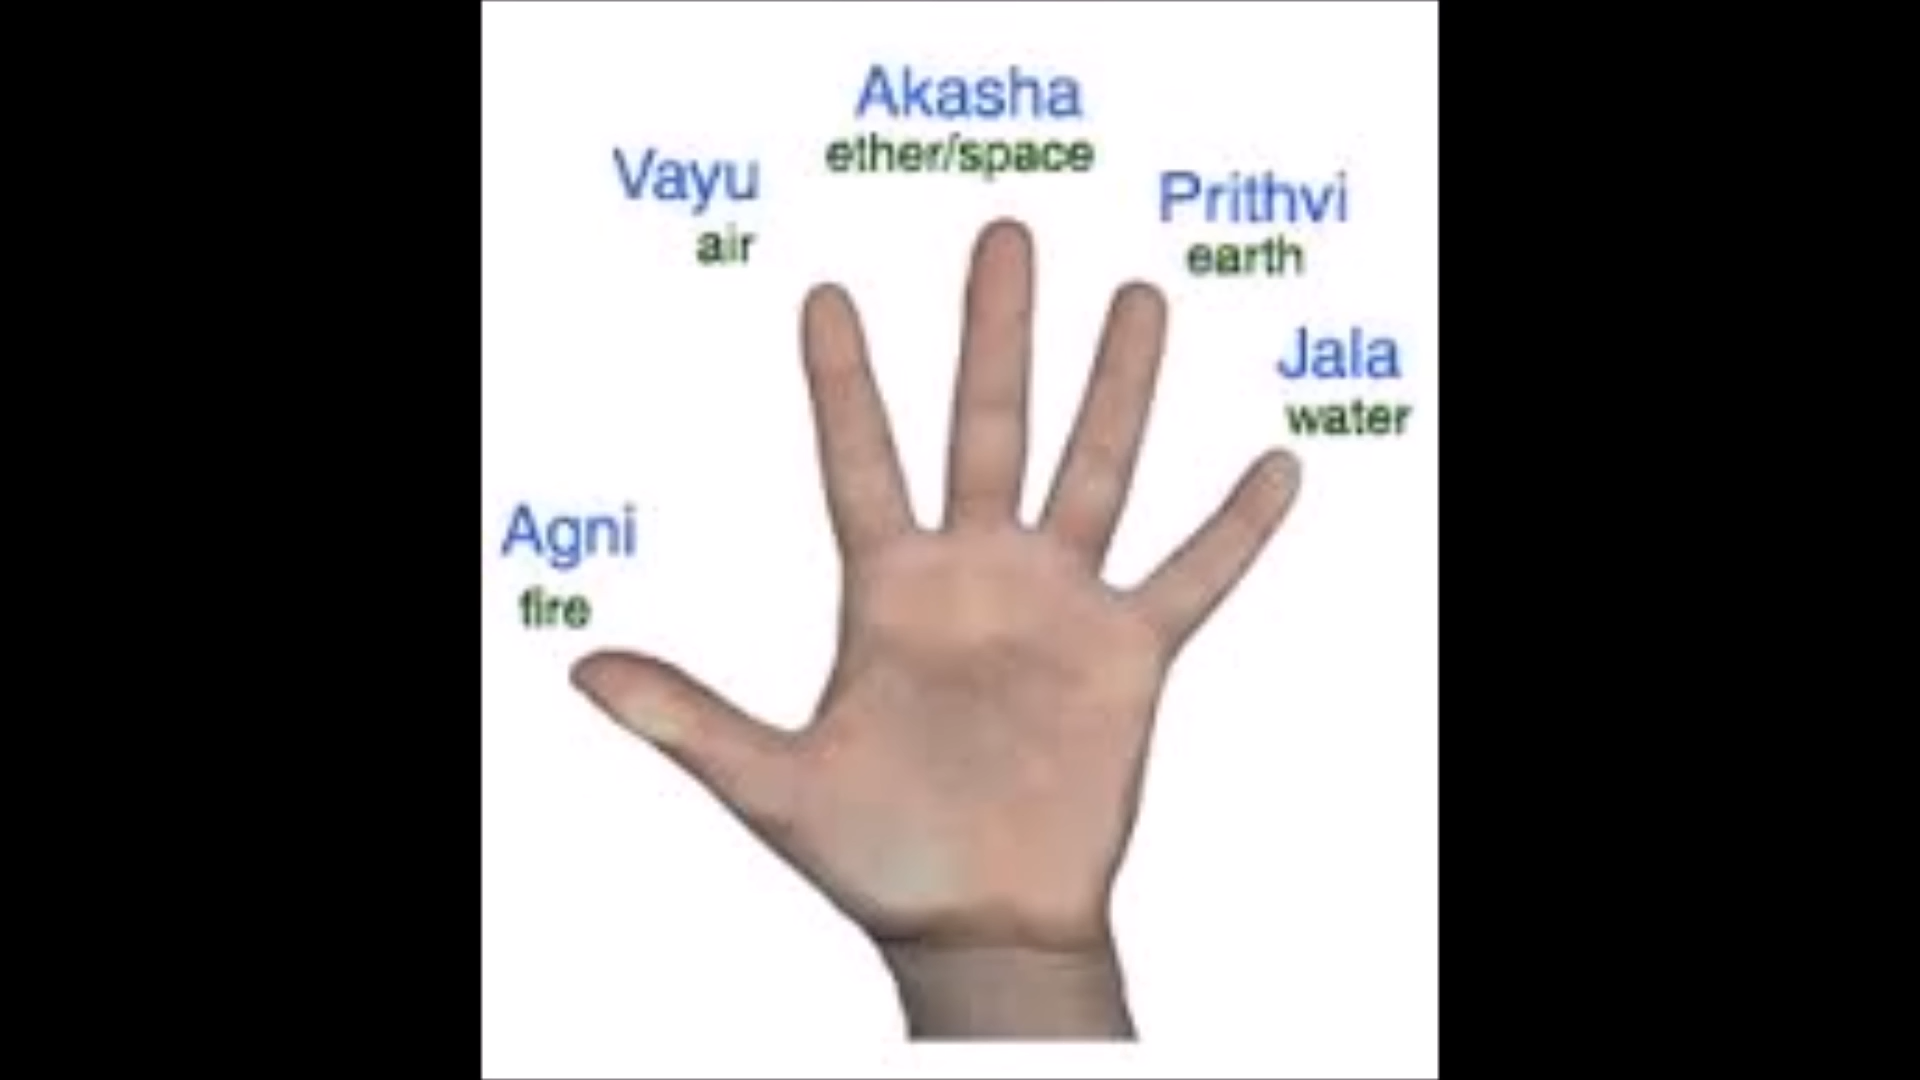 Akasha
ether/space
Vayu
air
Prithvi
earth
Jala
water
Agni
fire